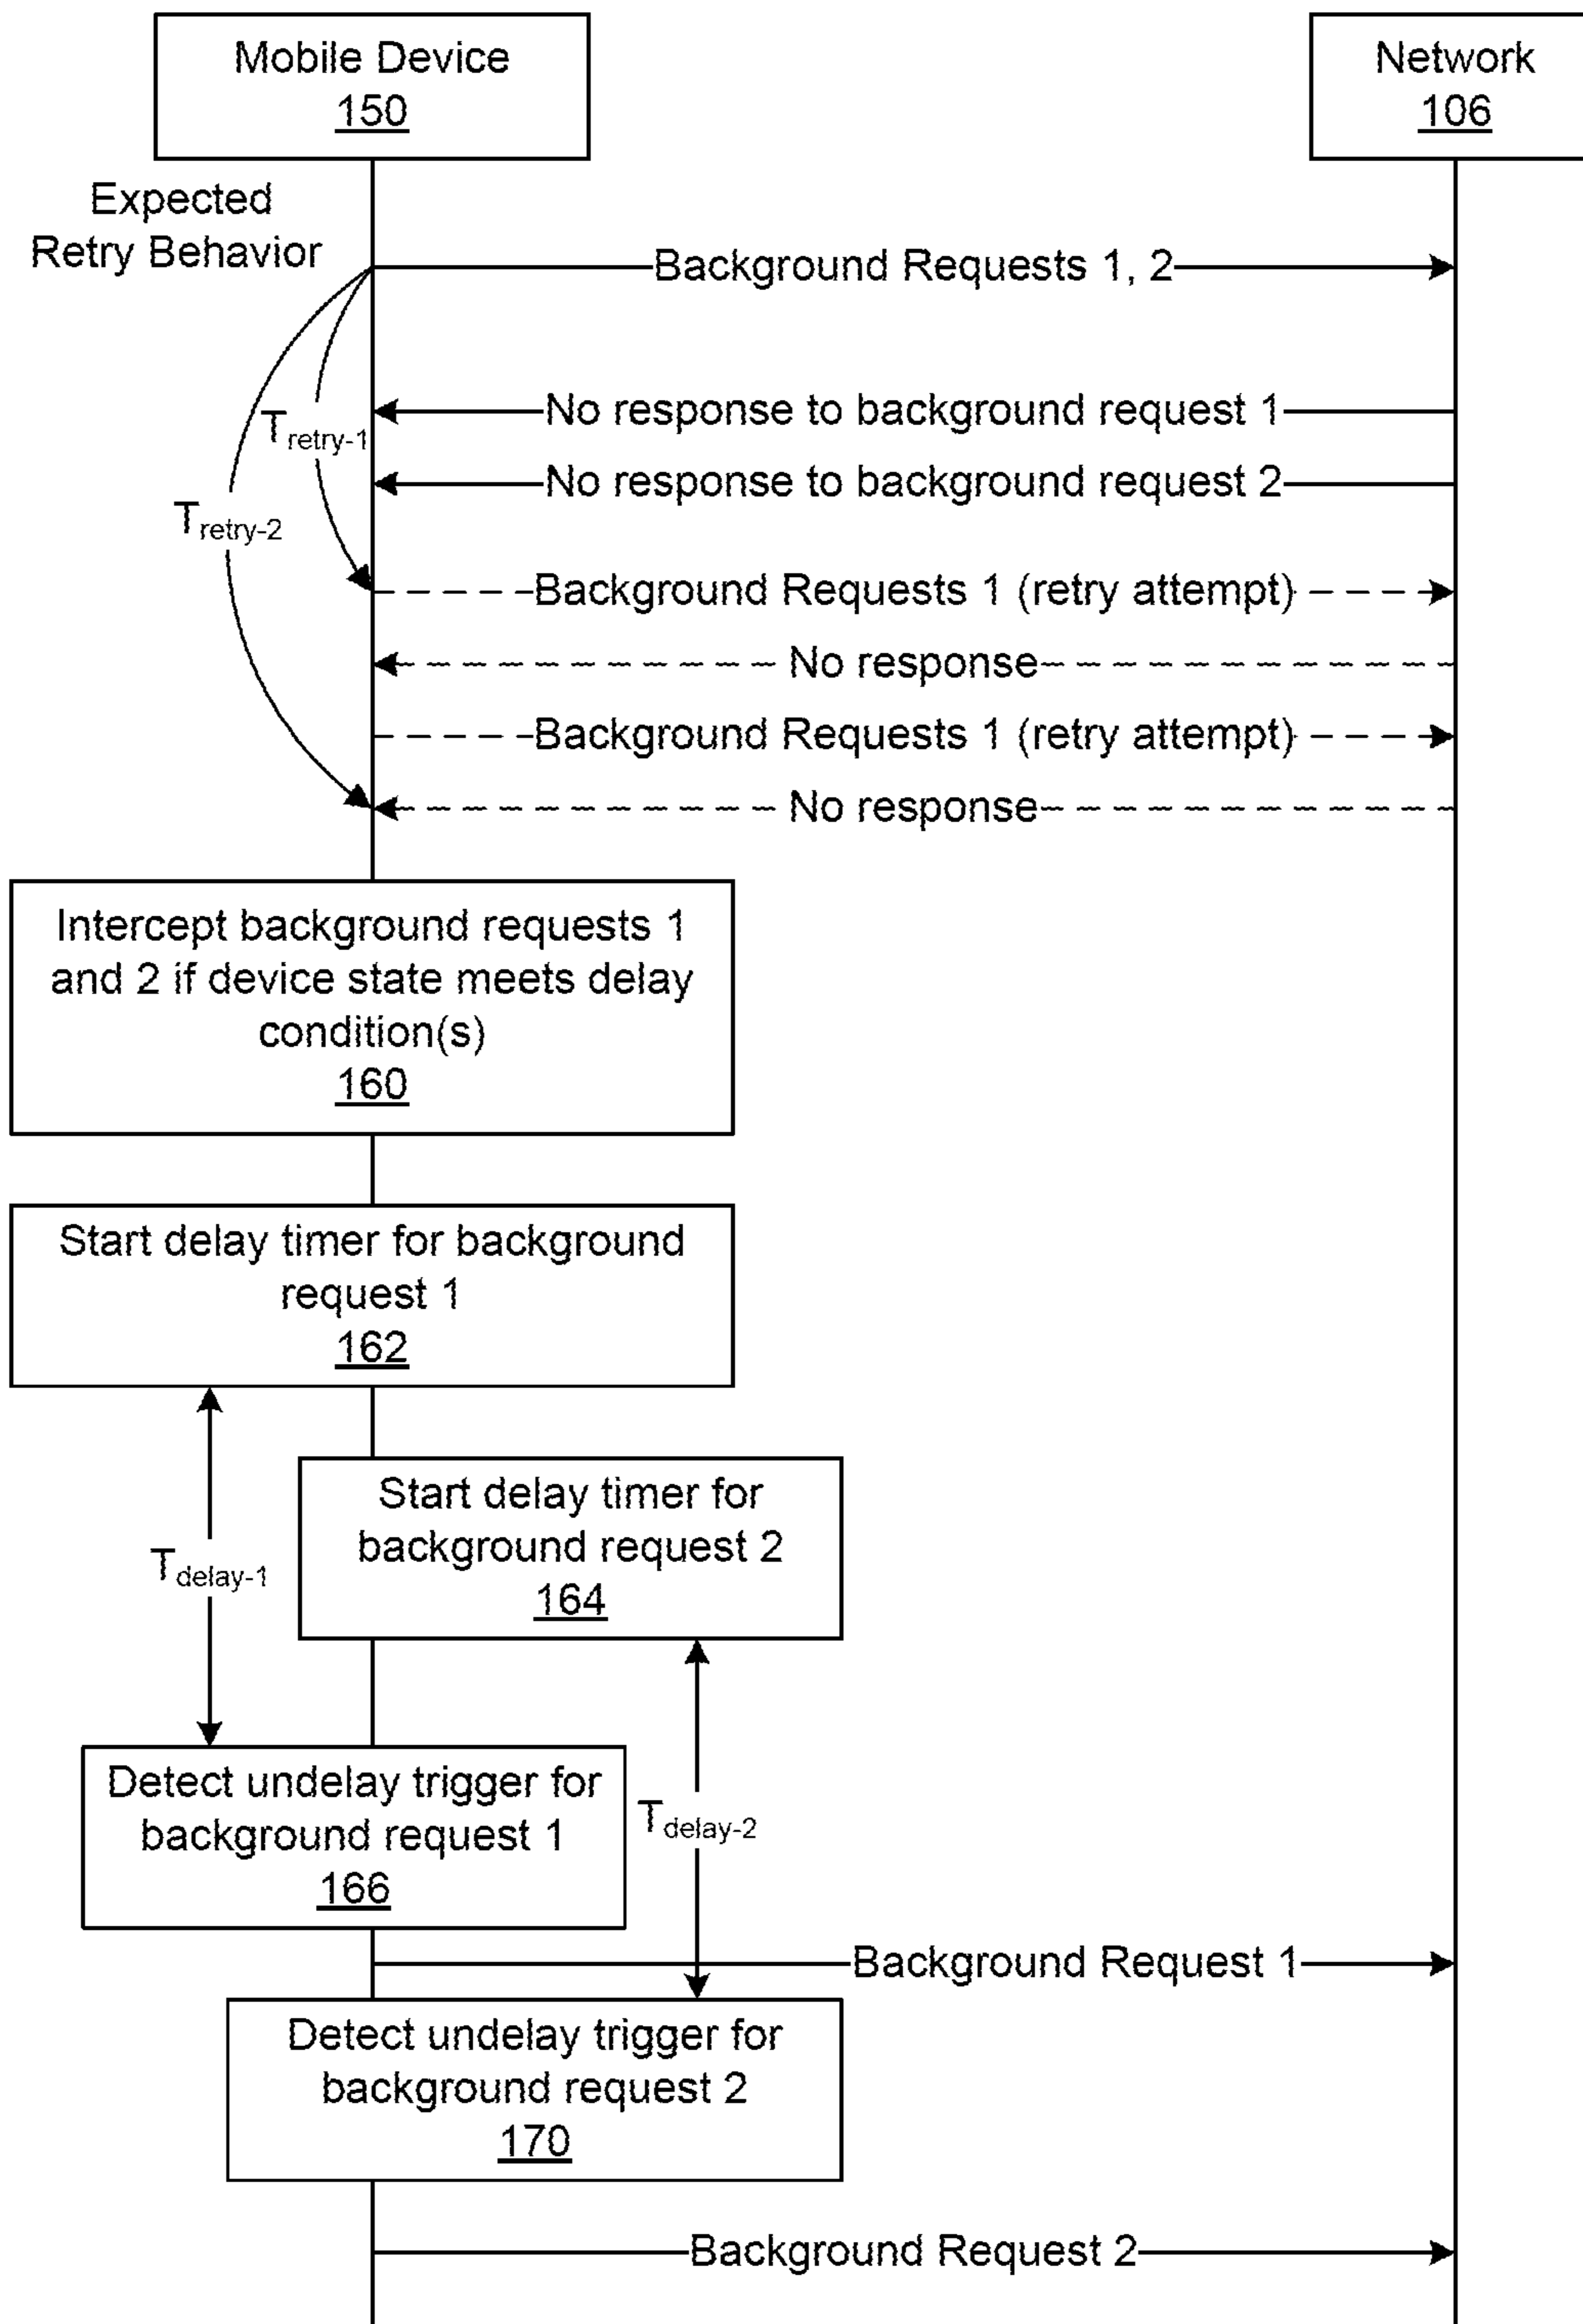 Mobile Device
150
Network
106
Expected
Retry Behavior
Background Requests 1, 2
No response to background request 1
Tretry-1
No response to background request 2
Tretry-2
Background Requests 1 (retry attempt)
No response
Background Requests 1 (retry attempt)
No response
Intercept background requests 1
and 2 if device state meets delay
condition(s)
160
Start delay timer for background
request 1
162
Start delay timer for
background request 2
164
Tdelay-1
Detect undelay trigger for
background request 1
166
Tdelay-2
Background Request 1
Detect undelay trigger for
background request 2
170
Background Request 2